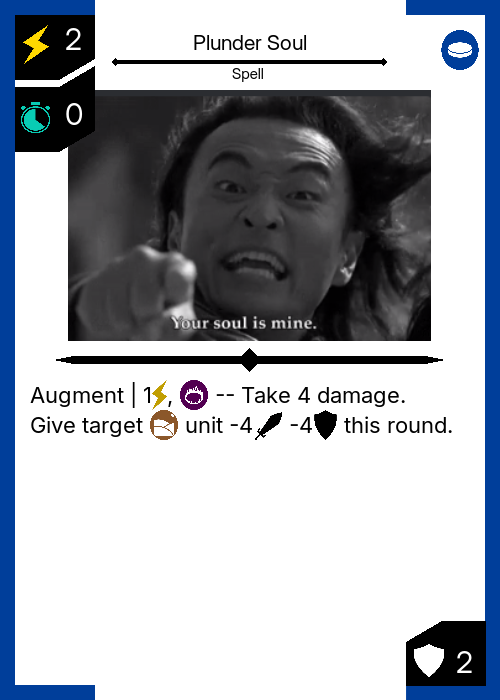 2
Plunder Soul
Spell
0
Your soul is mine.
Augment | 1, -- Take 4 damage.
Give target unit -4 -4 this round.
2